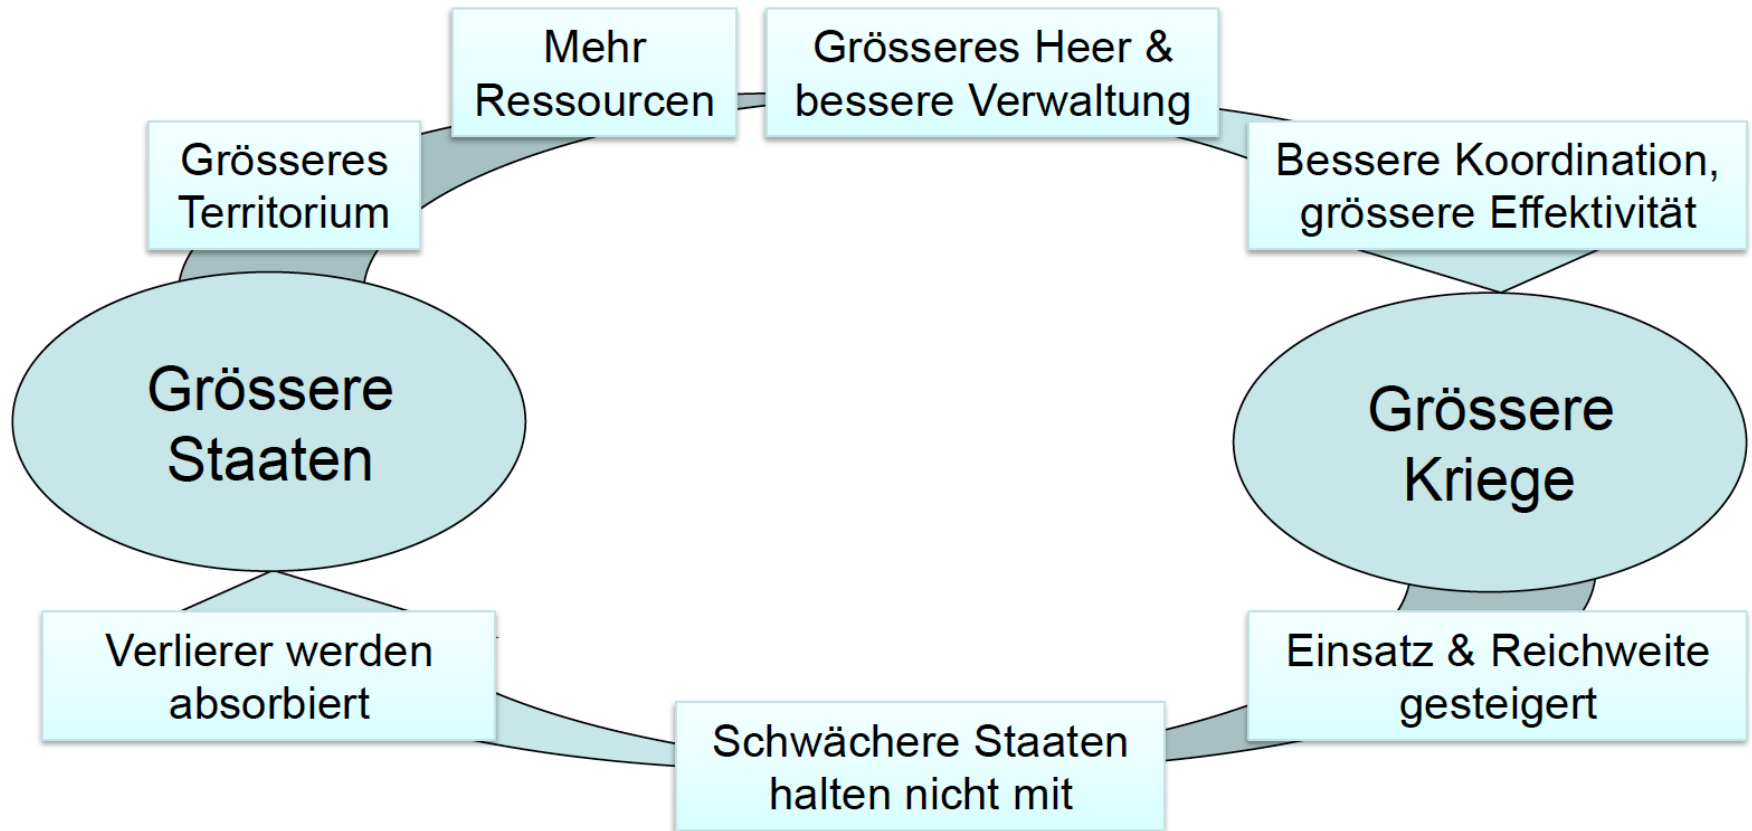 Mehr
Ressourcen
Grösseres Heer &
bessere Verwaltung
Grösseres
Territorium
Bessere Koordination,
grössere Effektivität
Grössere
Staaten
Grössere
Kriege
Verlierer werden
absorbiert
Einsatz & Reichweite
gesteigert
Schwächere Staaten
halten nicht mit